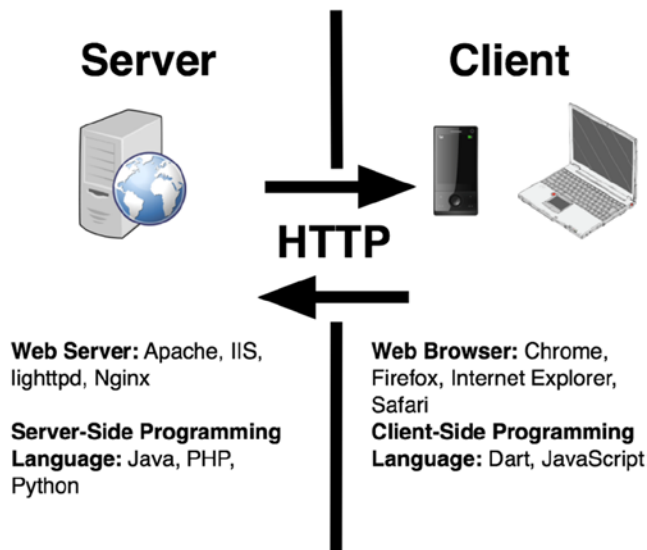 Server
Client
HTTP
Web Server: Apache, IIS,
lighttpd, Nginx
Server-Side Programming
Language: Java, PHP,
Python
Web Browser: Chrome,
Firefox, Internet Explorer,
Safari
Client-Side Programming
Language: Dart, JavaScript